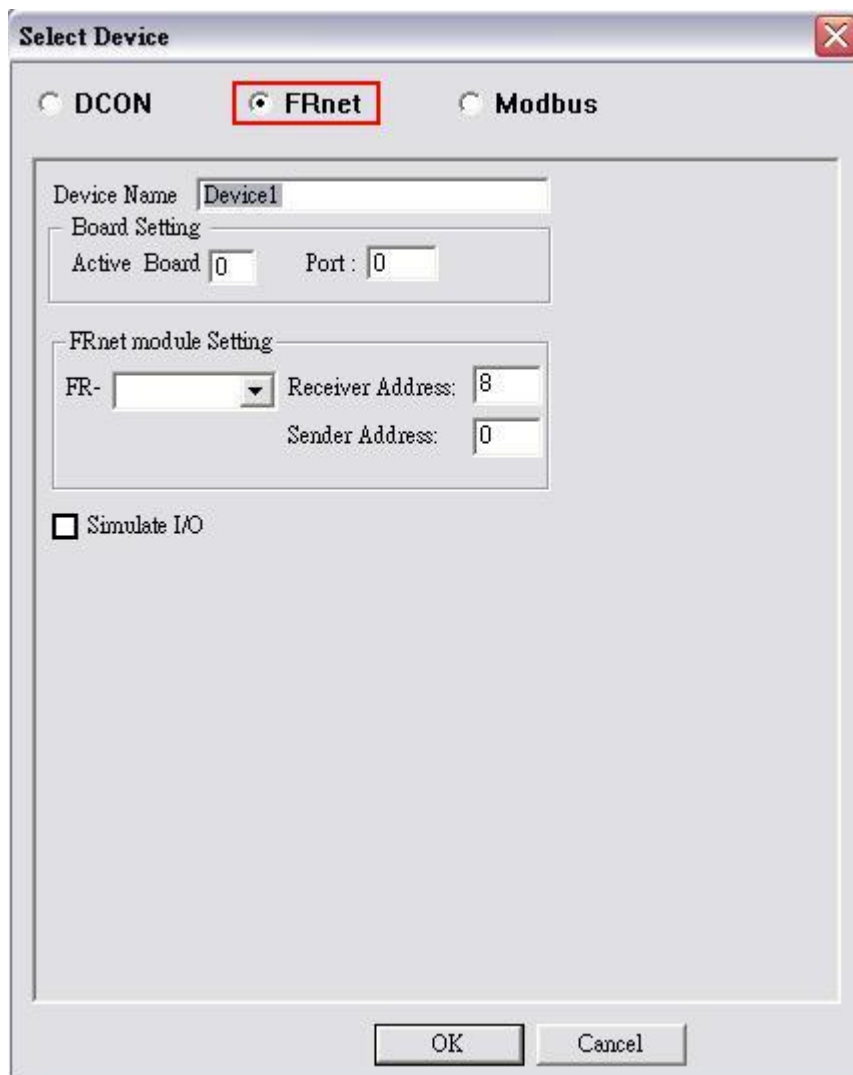 Select Device
DCON FRnet Modbus
Device Name Device1
Board Setting
Active Board 0 Port : 0
FRnet module Setting
FR- Receiver Address: 8
Sender Address: 0
Simulate I/O
OK Cancel